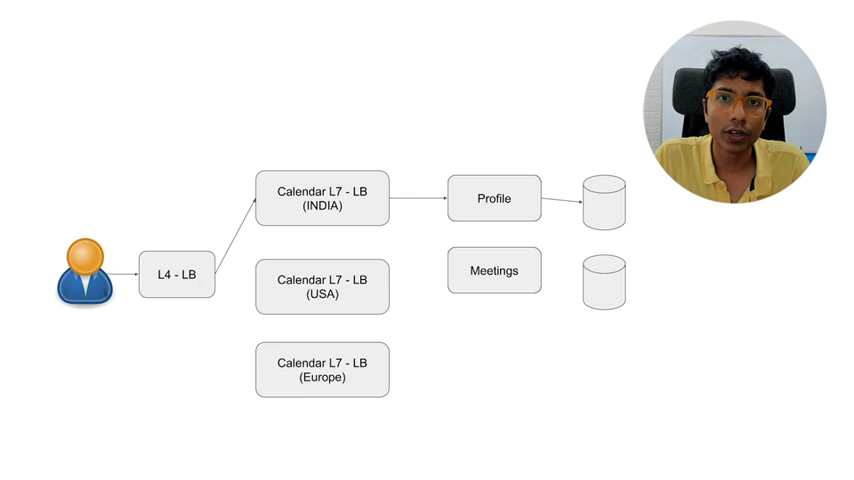 Calendar L7 - LB
(INDIA)
Profile
L4 - LB
Meetings
Calendar L7 - LB
(USA)
Calendar L7 - LB
(Europe)